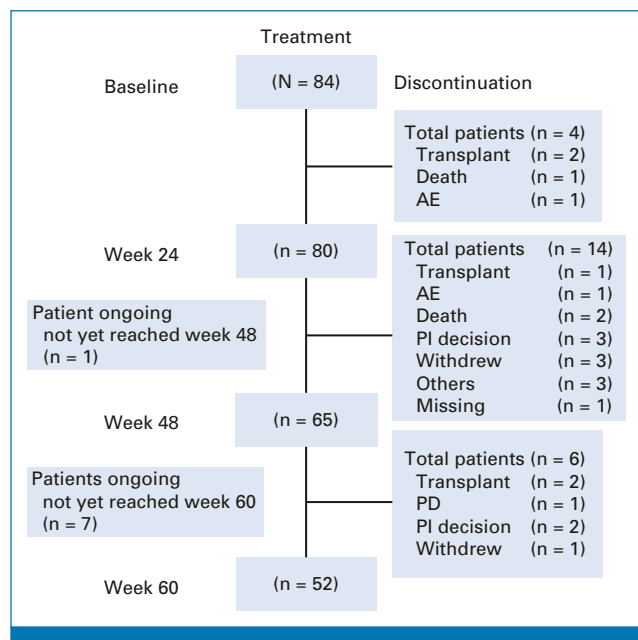 Treatment
Baseline
(N = 84)
Discontinuation
Total patients (n = 4)
Transplant (n = 2)
Death (n = 1)
AE (n = 1)
Week 24
(n = 80)
Total patients (n = 14)
Transplant (n = 1)
AE (n = 1)
Death (n = 2)
PI decision (n = 3)
Withdrew (n = 3)
Others (n = 3)
Missing (n = 1)
Patient ongoing
not yet reached week 48
(n = 1)
Week 48
(n = 65)
Total patients (n = 6)
Transplant (n = 2)
PD (n = 1)
PI decision (n = 2)
Withdrew (n = 1)
Patients ongoing
not yet reached week 60
(n = 7)
Week 60
(n = 52)